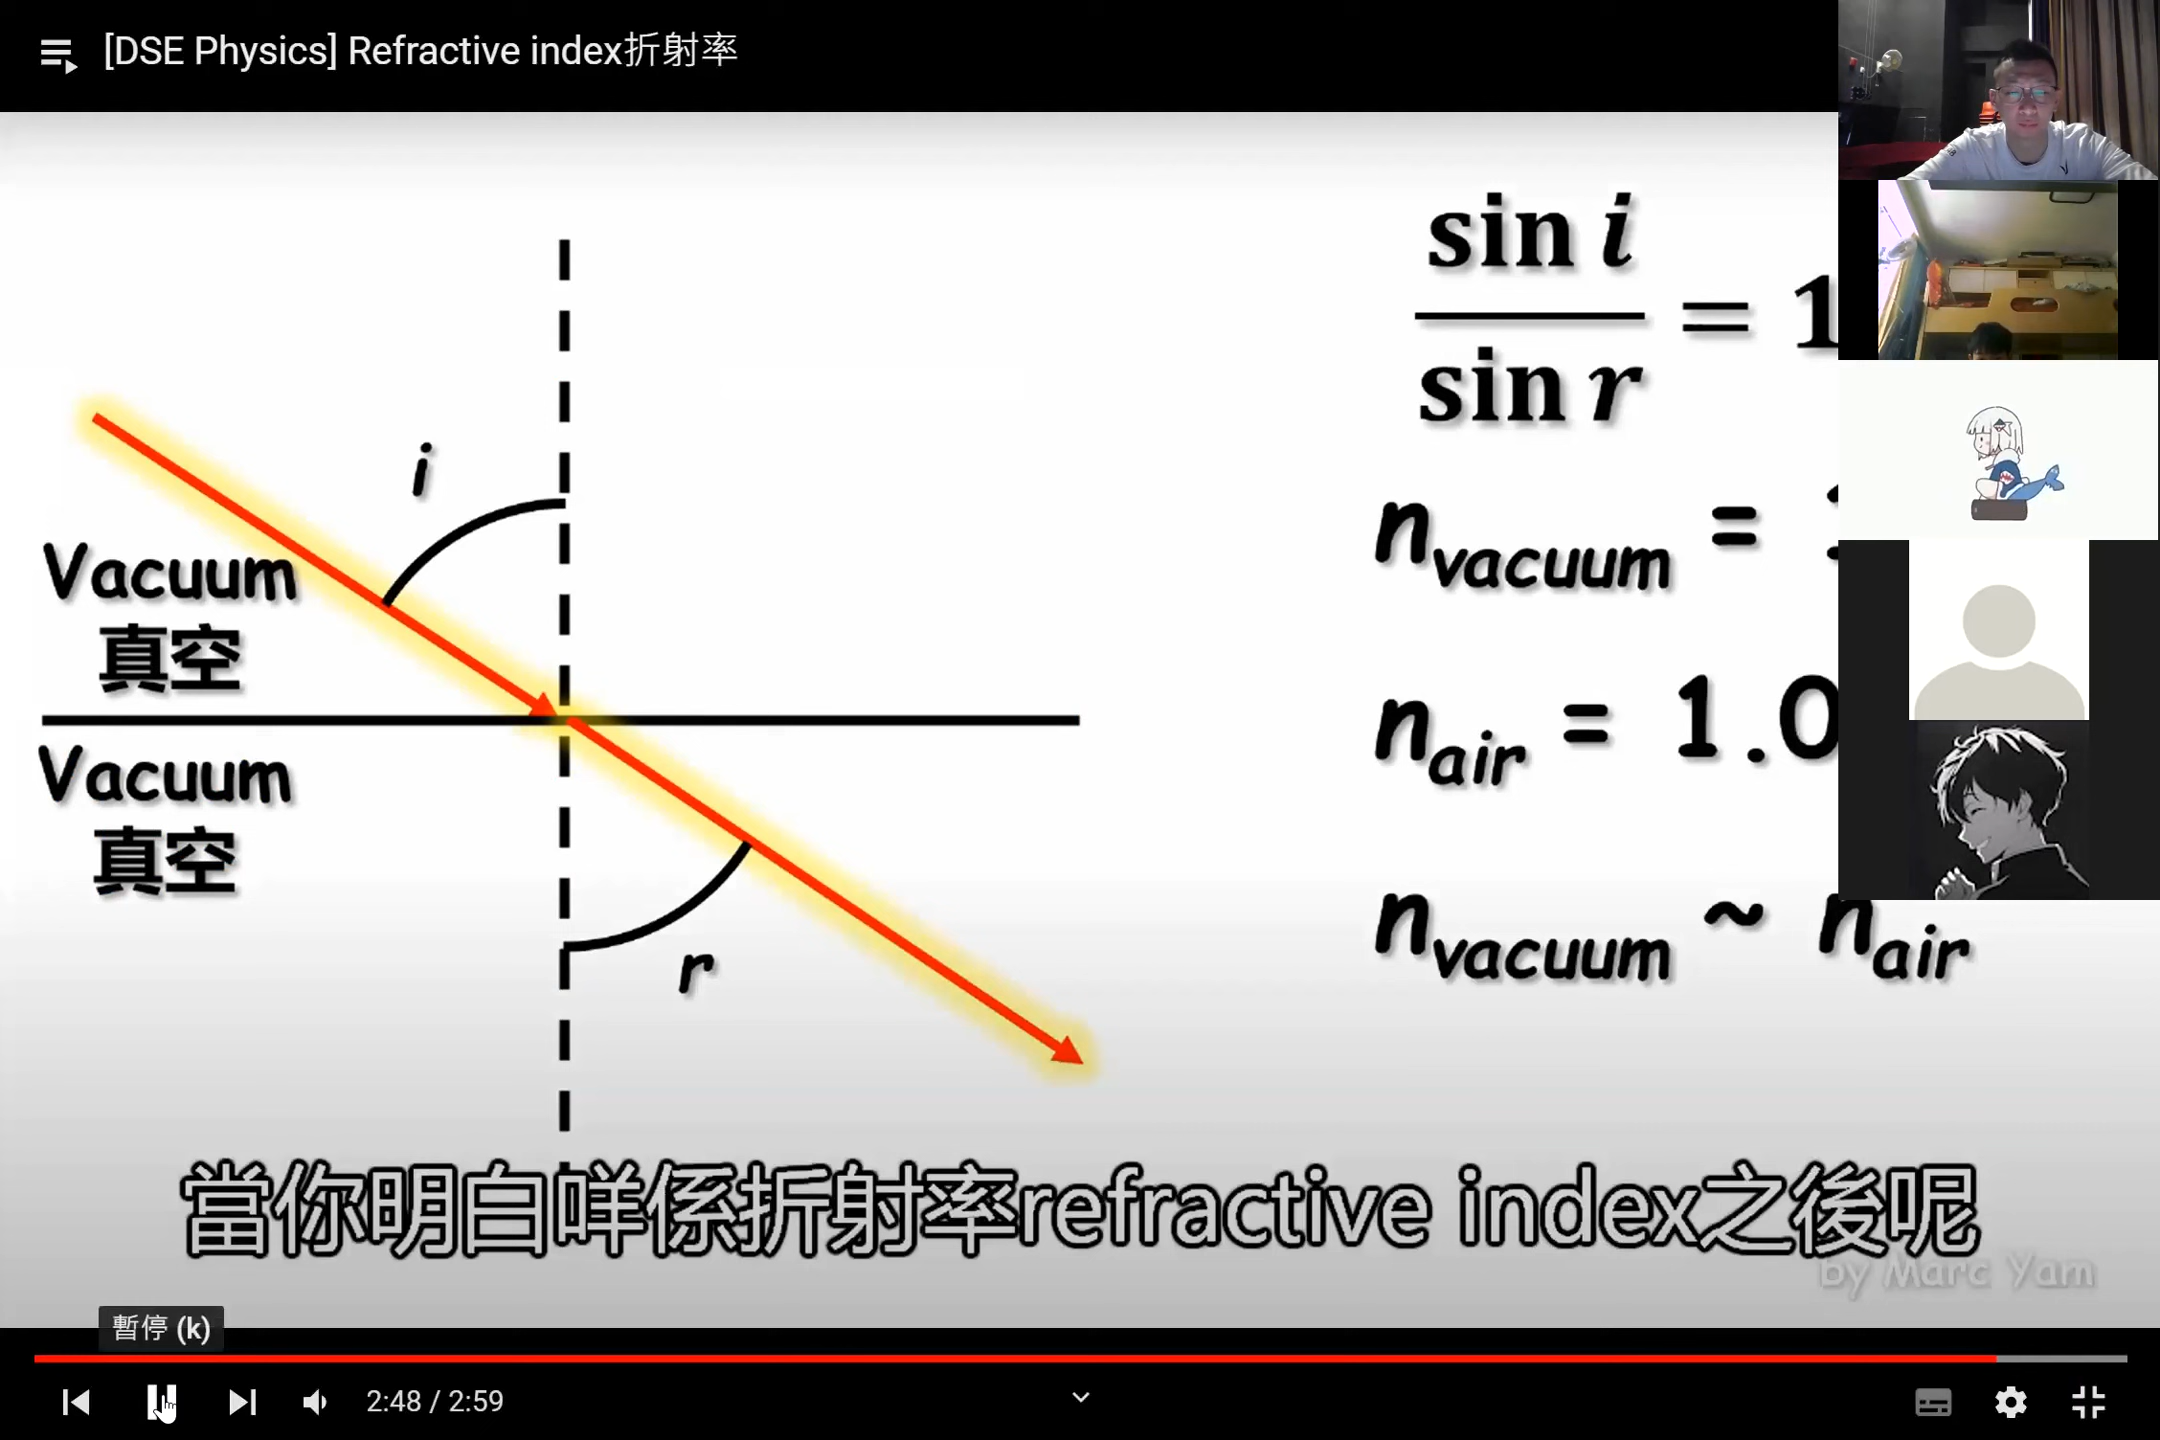 [DSE Physics] Refractive index折射率
sin i
sin r
= 1
i
Vacuum
真空
n vacuum =
Vacuum
真空
n air = 1.0
r
n vacuum ~ n air
當你明白咩係折射率refractive index之後呢
by Marc Yam
暫停 (k)
2:48 / 2:59